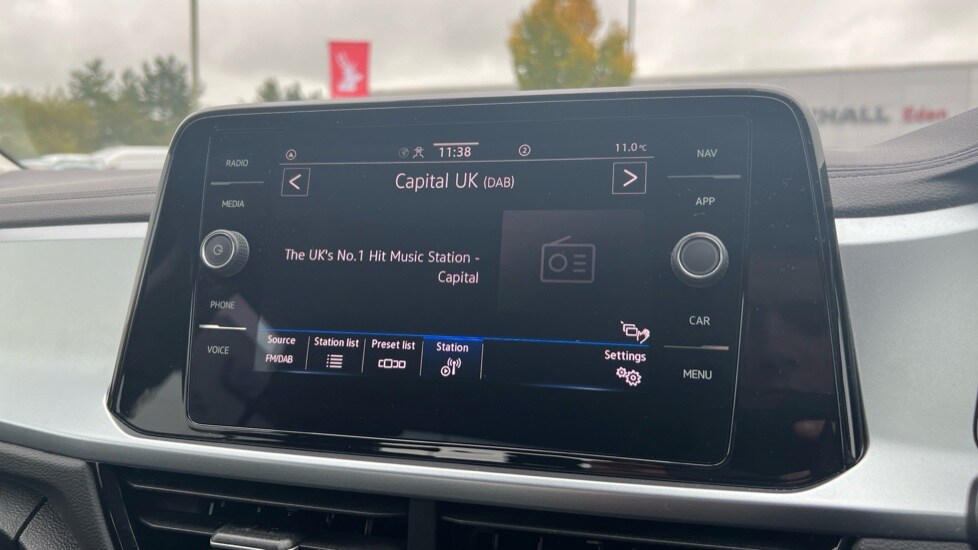 HALL Eden
RADIO
MEDIA
PHONE
VOICE
11:38
2
11.0°C
<
Capital UK (DAB)
>
The UK's No.1 Hit Music Station -
Capital
Source
FM/DAB
Station list
Preset list
Station
Settings
NAV
APP
CAR
MENU